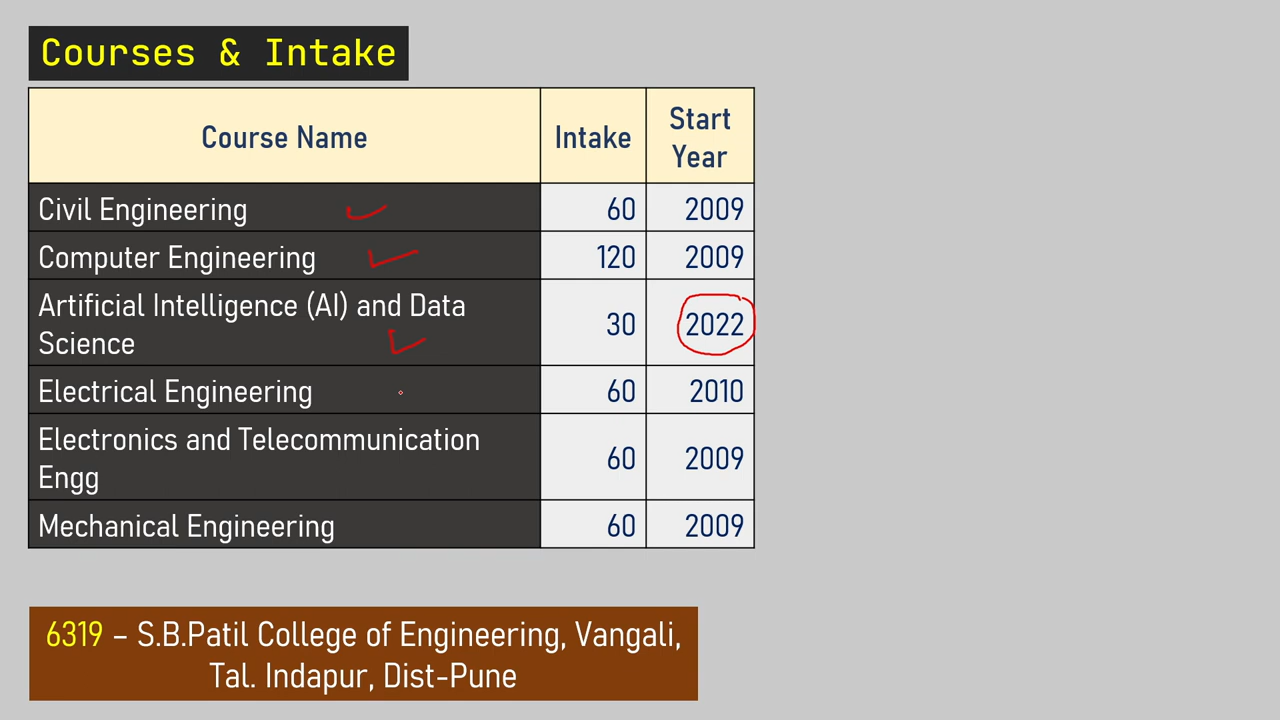 Courses & Intake
Course Name Intake Start Year
Civil Engineering 60 2009
Computer Engineering 120 2009
Artificial Intelligence (AI) and Data
Science 30 2022
Electrical Engineering 60 2010
Electronics and Telecommunication
Engg 60 2009
Mechanical Engineering 60 2009
6319 – S.B.Patil College of Engineering, Vangali,
Tal. Indapur, Dist-Pune